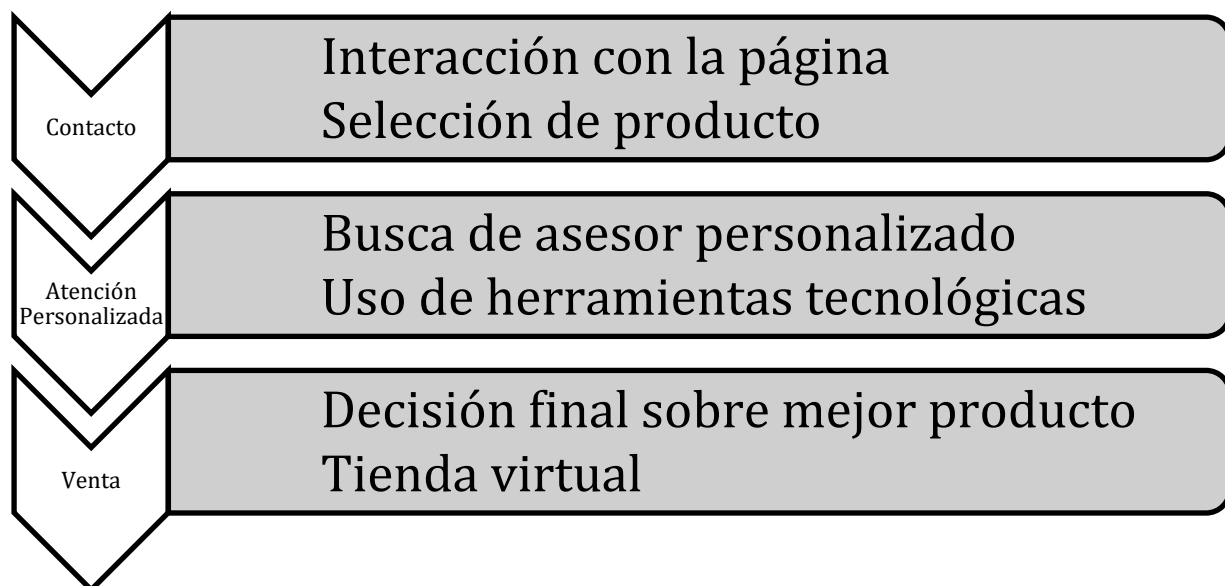 Contacto
Interacción con la página
Selección de producto
Atención
Personalizada
Busca de asesor personalizado
Uso de herramientas tecnológicas
Venta
Decisión final sobre mejor producto
Tienda virtual